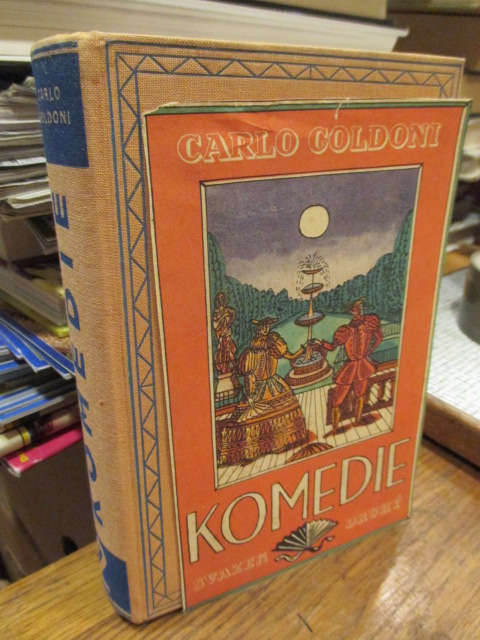 CARLO
GOLDONI
KOMEDIE
CARLO GOLDONI
KOMEDIE
SVAZEK DRUHÝ